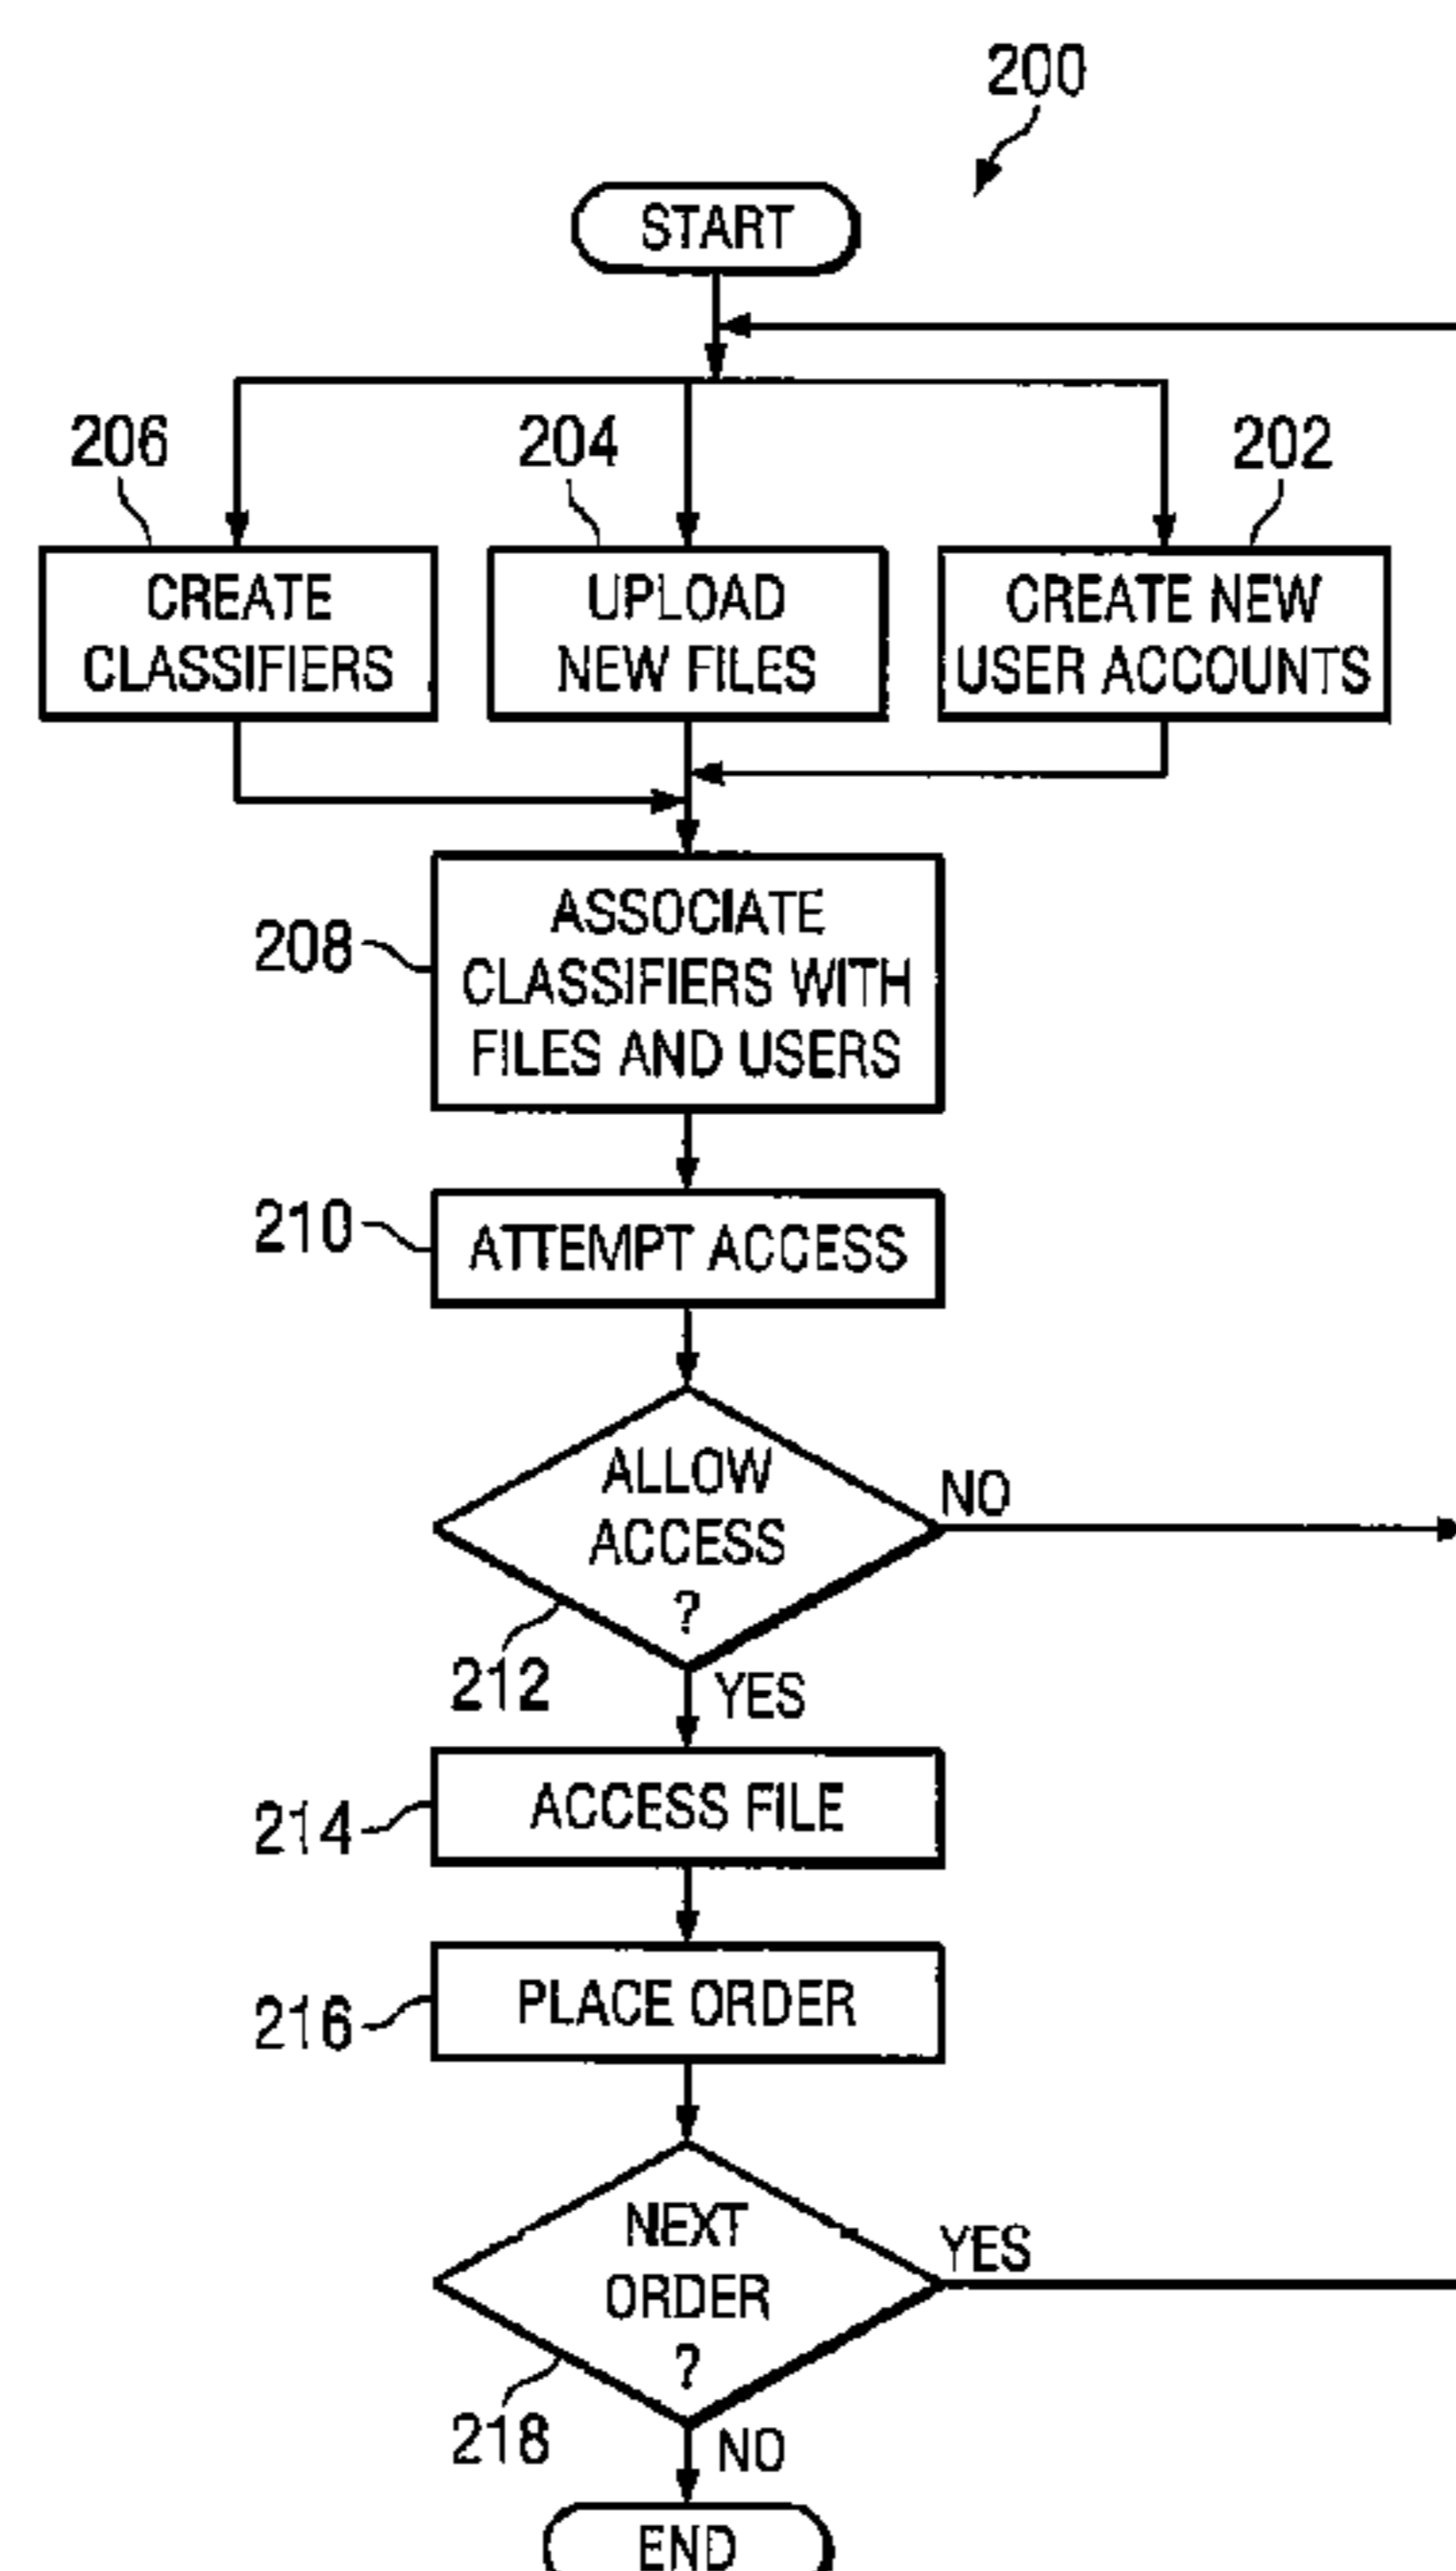 200
START
206
204
202
CREATE
CLASSIFIERS
UPLOAD
NEW FILES
CREATE NEW
USER ACCOUNTS
208
ASSOCIATE
CLASSIFIERS WITH
FILES AND USERS
210
ATTEMPT ACCESS
ALLOW
ACCESS
?
NO
212
YES
214
ACCESS FILE
216
PLACE ORDER
NEXT
ORDER
?
YES
218
NO
END